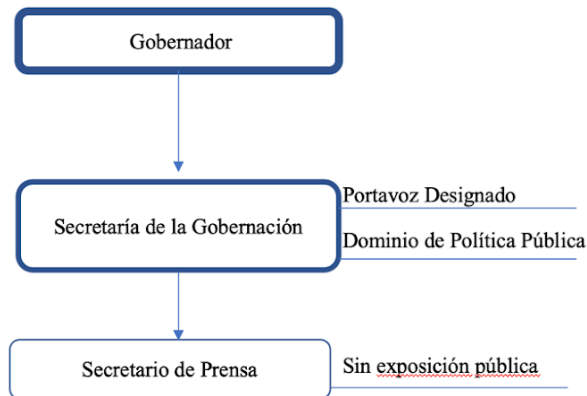 Gobernador
Portavoz Designado
Secretaría de la Gobernación
Dominio de Política Pública
Secretario de Prensa
Sin exposición pública